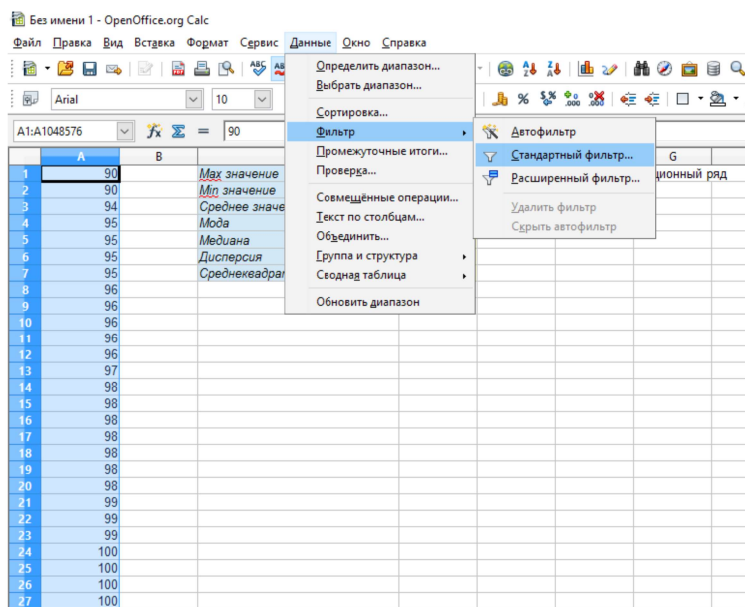 Без имени 1 - OpenOffice.org Calc
Файл Правка Вид Вставка Формат Сервис Данные Окно Справка
Arial 10
A1:A1048576 90
A B G
1 90 Max значение
2 90 Min значение
3 94 Среднее значе
4 95 Мода
5 95 Медиана
6 95 Дисперсия
7 95 Среднеквадрат
8 96
9 96
10 96
11 96
12 96
13 97
14 98
15 98
16 98
17 98
18 98
19 98
20 98
21 99
22 99
23 99
24 100
25 100
26 100
27 100
Определить диапазон...
Выбрать диапазон...
Сортировка...
Фильтр
Промежуточные итоги...
Проверка...
Совмещённые операции...
Текст по столбцам...
Объединить...
Группа и структура
Сводная таблица
Обновить диапазон
Автофильтр
Стандартный фильтр...
Расширенный фильтр...
Удалить фильтр
Скрыть автофильтр
ционный ряд